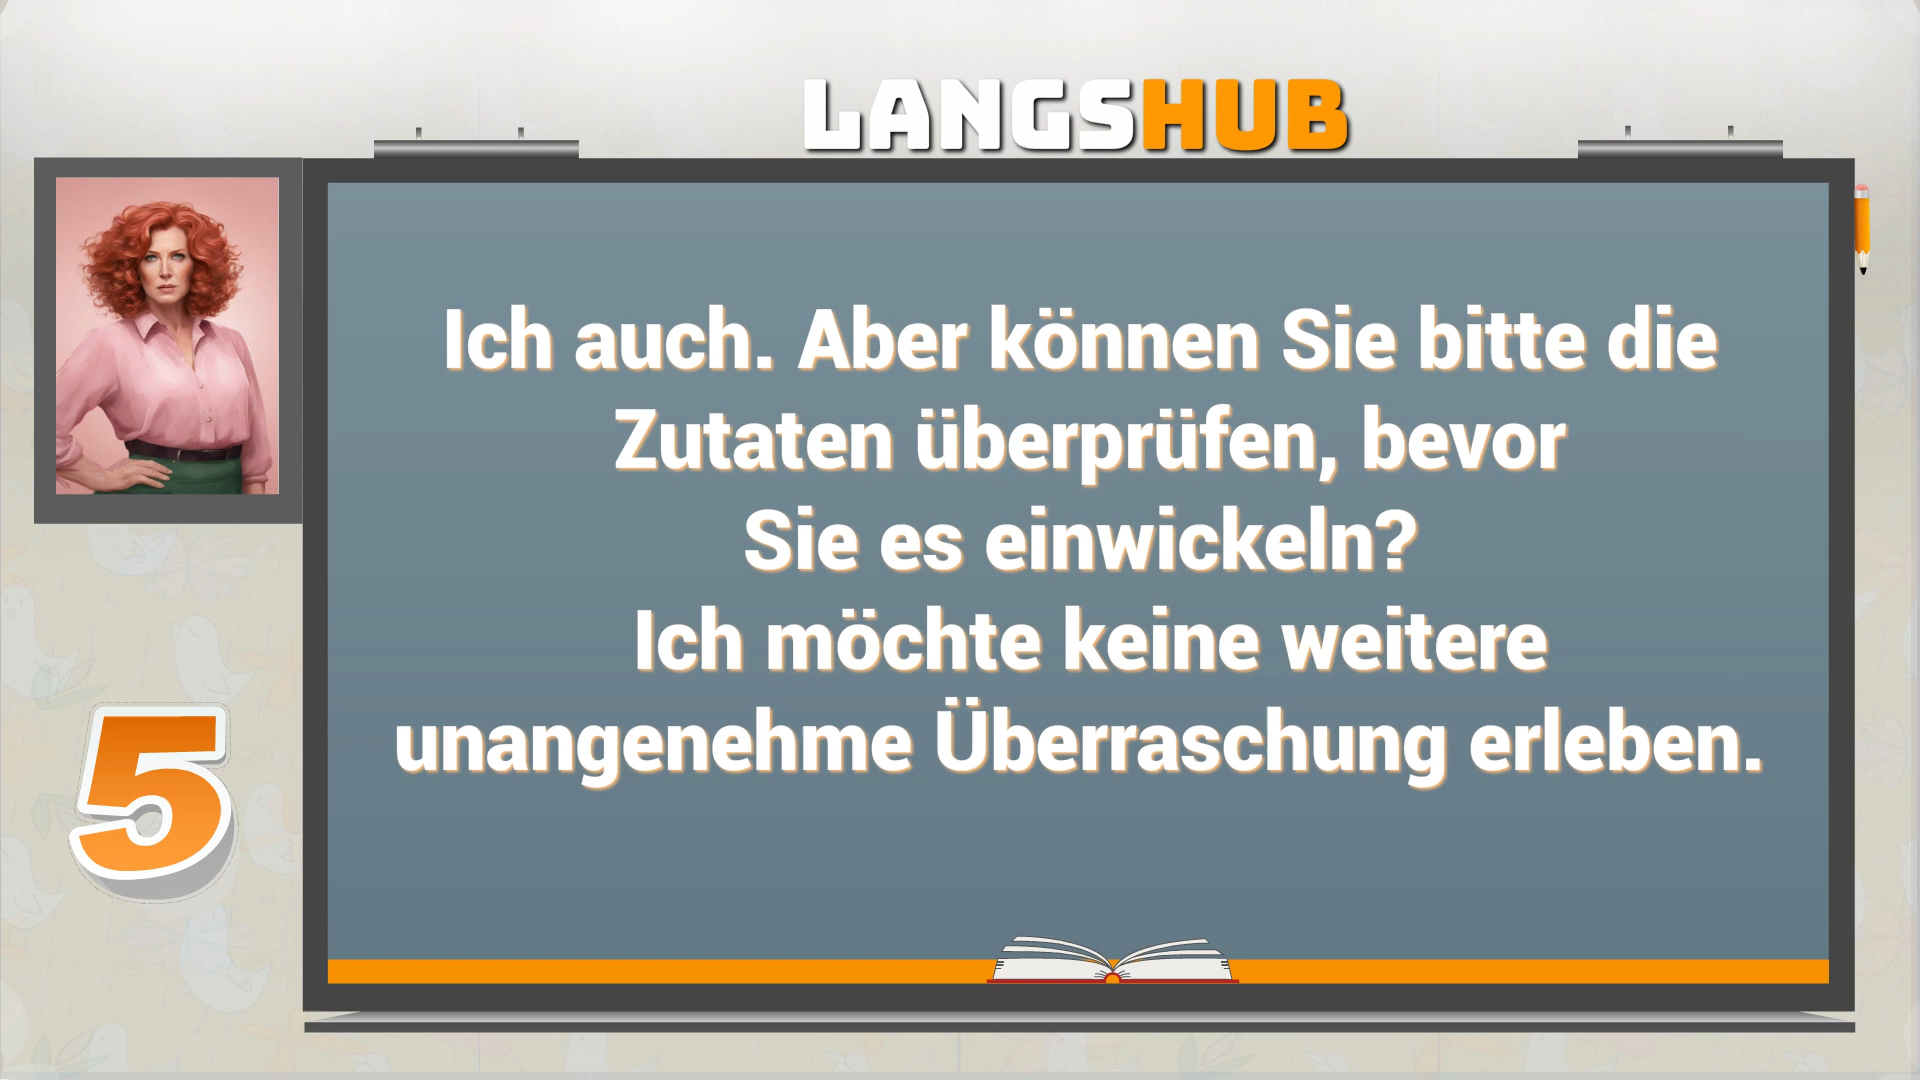 LANGSHUB
Ich auch. Aber können Sie bitte die
Zutaten überprüfen, bevor
Sie es einwickeln?
Ich möchte keine weitere
unangenehme Überraschung erleben.
5